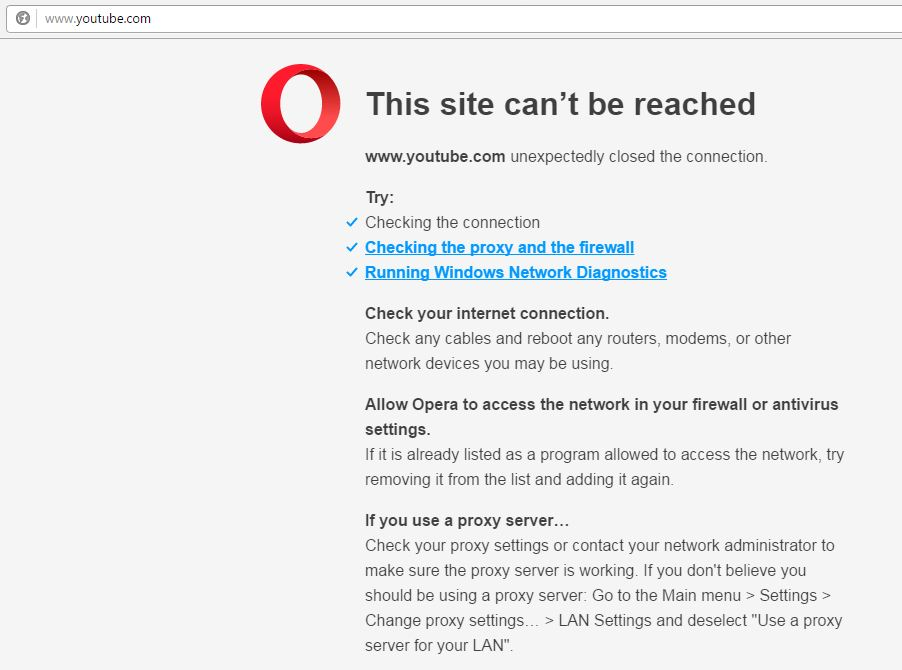 www.youtube.com
This site can’t be reached
www.youtube.com unexpectedly closed the connection.
Try:
Checking the connection
Checking the proxy and the firewall
Running Windows Network Diagnostics
Check your internet connection.
Check any cables and reboot any routers, modems, or other
network devices you may be using.
Allow Opera to access the network in your firewall or antivirus
settings.
If it is already listed as a program allowed to access the network, try
removing it from the list and adding it again.
If you use a proxy server…
Check your proxy settings or contact your network administrator to
make sure the proxy server is working. If you don't believe you
should be using a proxy server: Go to the Main menu > Settings >
Change proxy settings… > LAN Settings and deselect "Use a proxy
server for your LAN".